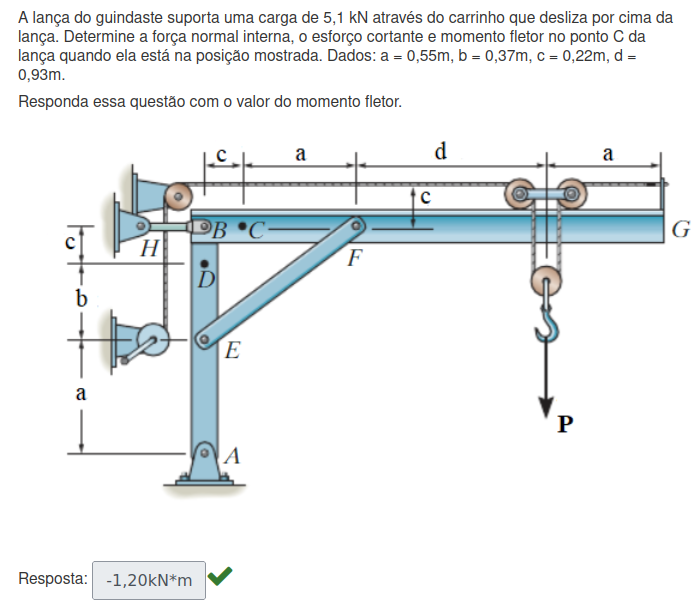 A lança do guindaste suporta uma carga de 5,1 kN através do carrinho que desliza por cima da
lança. Determine a força normal interna, o esforço cortante e momento fletor no ponto C da
lança quando ela está na posição mostrada. Dados: a = 0,55m, b = 0,37m, c = 0,22m, d =
0,93m.
Responda essa questão com o valor do momento fletor.
c a d a
c
B C
G
H
c
F
D
b
E
a
P
A
Resposta: -1,20kN*m